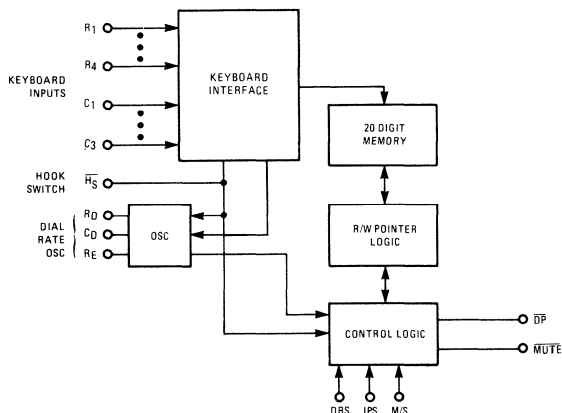 R1
R4
KEYBOARD
INPUTS
C1
C3
KEYBOARD
INTERFACE
20 DIGIT
MEMORY
HOOK
SWITCH
HS
DIAL
RATE
OSC
RD
CD
RE
OSC
R/W POINTER
LOGIC
CONTROL LOGIC
DP
MUTE
DRS
IPS
M/S